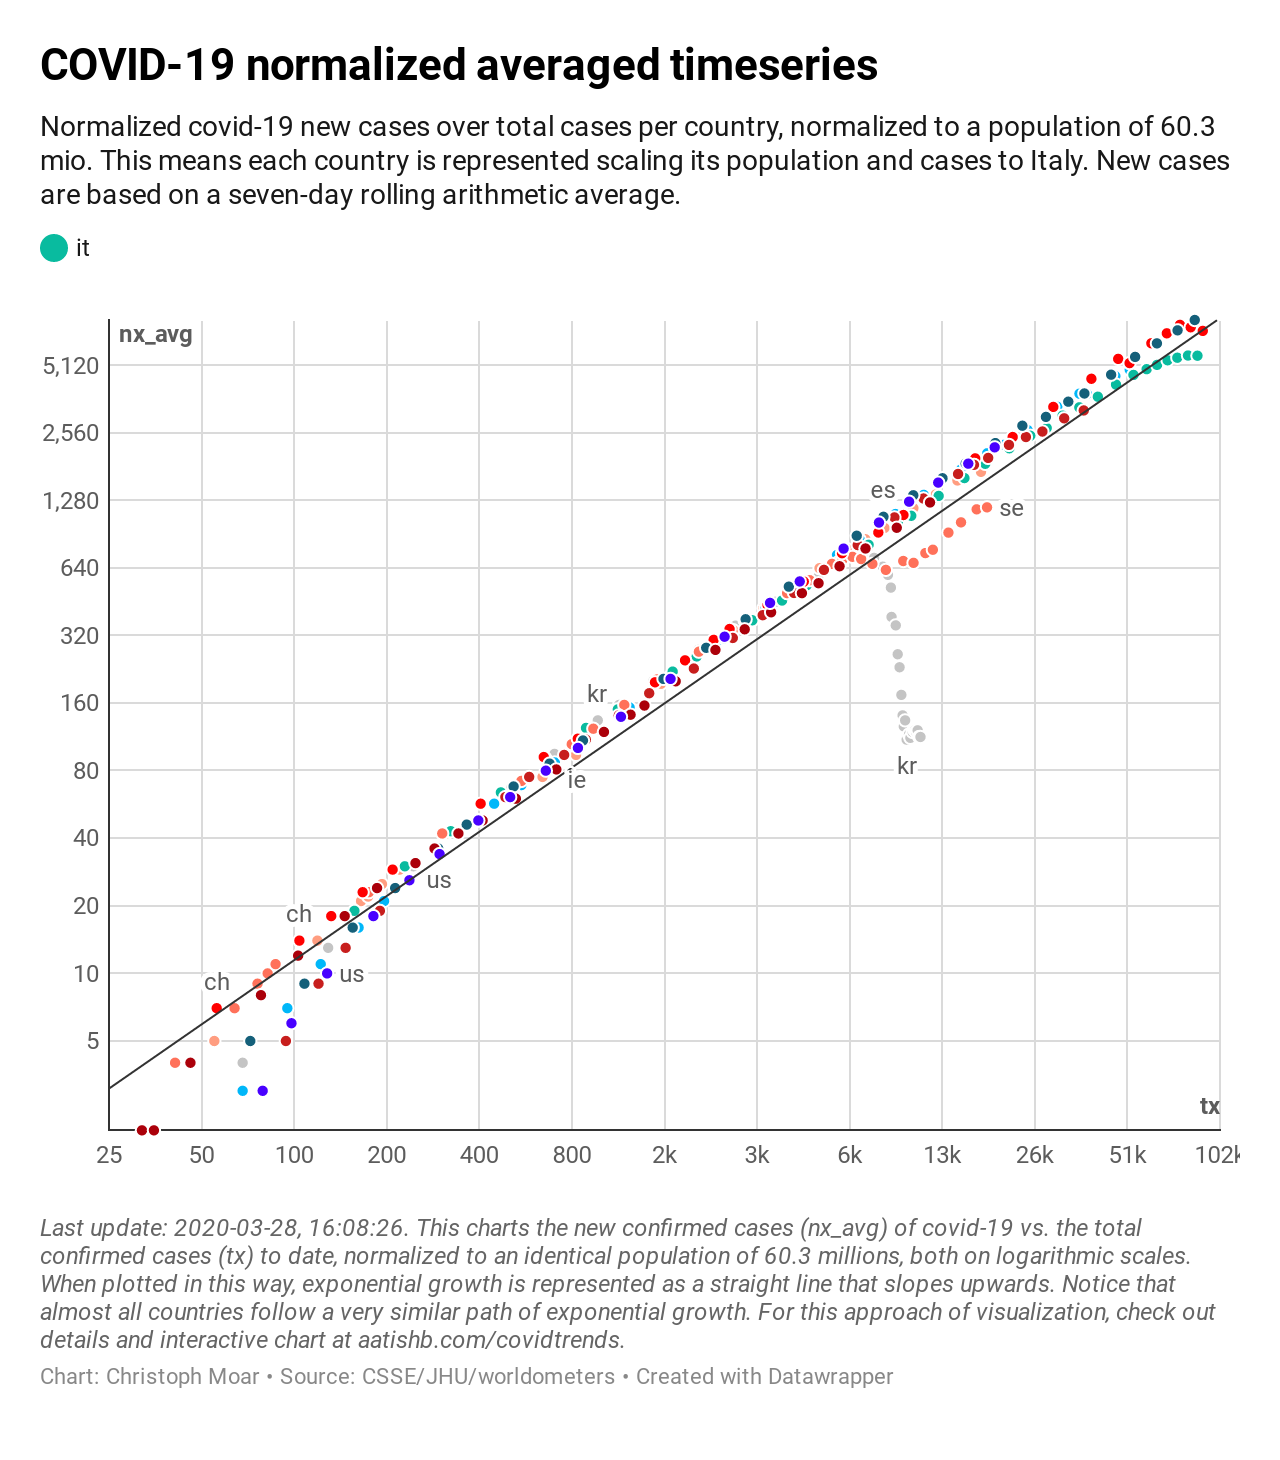 COVID-19 normalized averaged timeseries
Normalized covid-19 new cases over total cases per country, normalized to a population of 60.3
mio. This means each country is represented scaling its population and cases to Italy. New cases
are based on a seven-day rolling arithmetic average.
it
nx_avg
5,120
2,560
1,280
640
320
160
80
40
20
10
5
es
se
kr
kr
ie
us
ch
ch
us
tx
25
50
100
200
400
800
2k
3k
6k
13k
26k
51k
102k
Last update: 2020-03-28, 16:08:26. This charts the new confirmed cases (nx_avg) of covid-19 vs. the total
confirmed cases (tx) to date, normalized to an identical population of 60.3 millions, both on logarithmic scales.
When plotted in this way, exponential growth is represented as a straight line that slopes upwards. Notice that
almost all countries follow a very similar path of exponential growth. For this approach of visualization, check out
details and interactive chart at aatishb.com/covidtrends.
Chart: Christoph Moar • Source: CSSE/JHU/worldometers • Created with Datawrapper